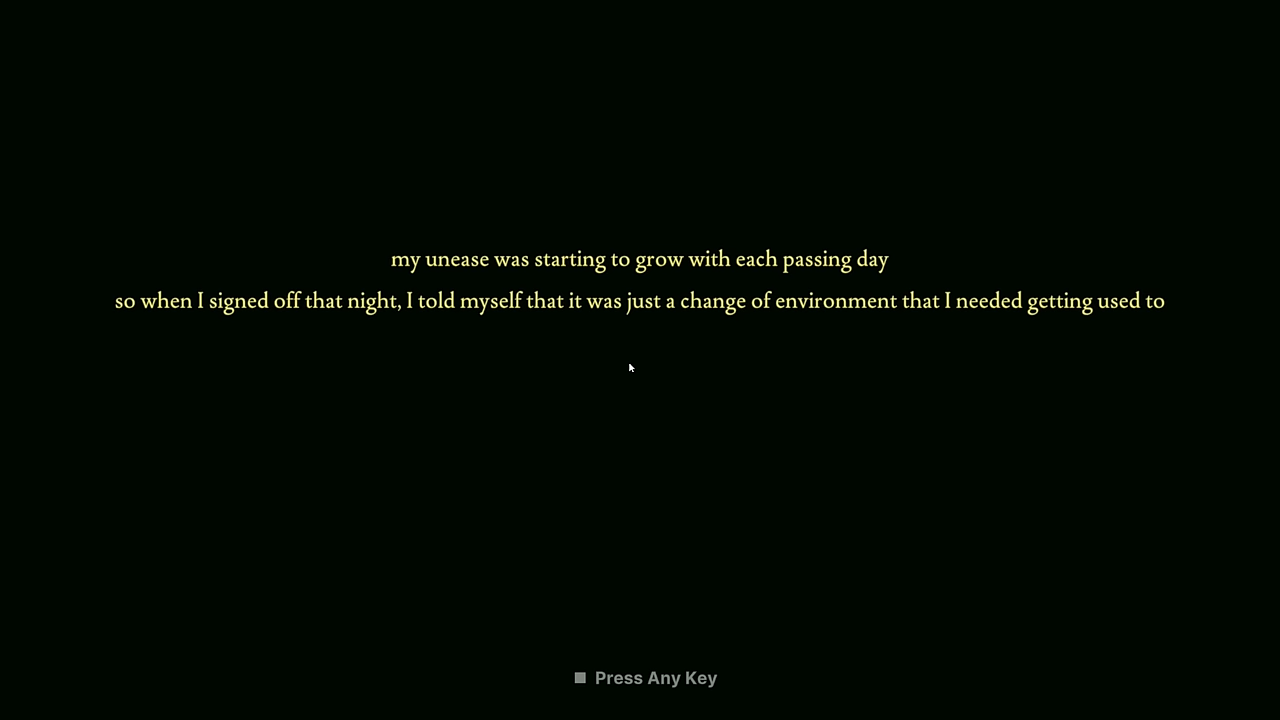 my unease was starting to grow with each passing day
so when I signed off that night, I told myself that it was just a change of environment that I needed getting used to
Press Any Key